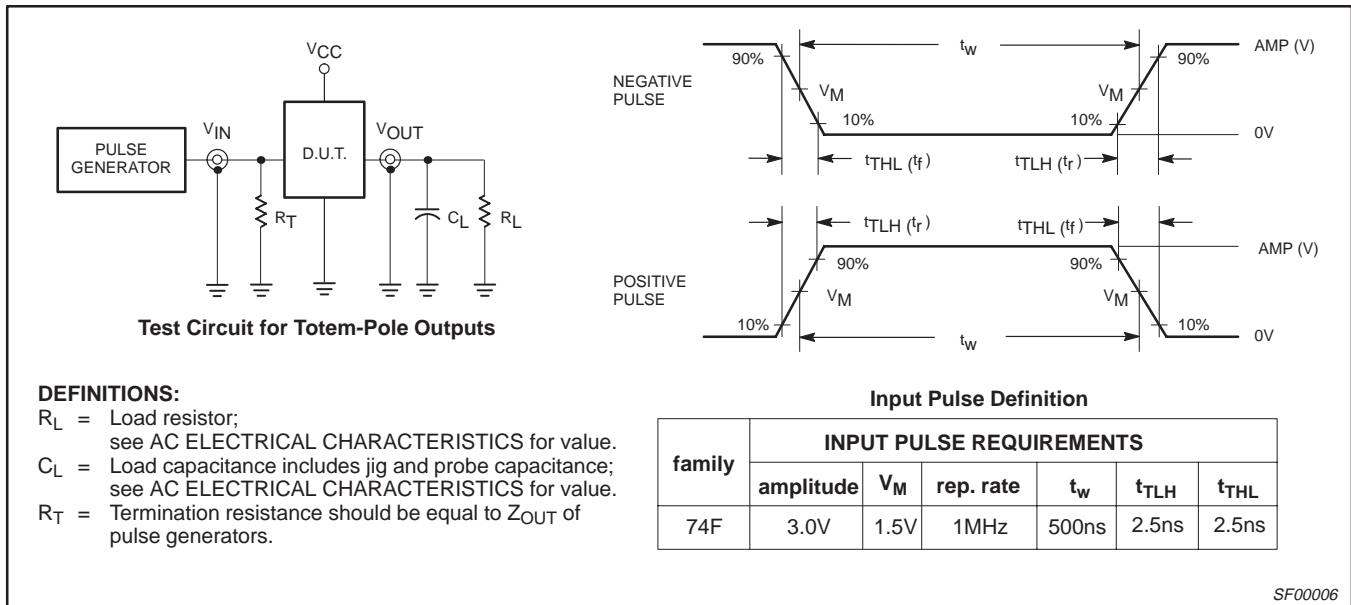 VCC
VIN
VOUT
PULSE
GENERATOR
D.U.T.
RT
CL
RL
Test Circuit for Totem-Pole Outputs
NEGATIVE
PULSE
90%
tw
90%
AMP (V)
VM
VM
10%
10%
0V
tTHL (tf)
tTLH (tr)
tTLH (tr)
tTHL (tf)
AMP (V)
POSITIVE
PULSE
90%
90%
VM
VM
10%
10%
tw
0V
DEFINITIONS:
RL = Load resistor;
see AC ELECTRICAL CHARACTERISTICS for value.
CL = Load capacitance includes jig and probe capacitance;
see AC ELECTRICAL CHARACTERISTICS for value.
RT = Termination resistance should be equal to ZOUT of
pulse generators.
Input Pulse Definition
family INPUT PULSE REQUIREMENTS
amplitude VM rep. rate tw tTLH tTHL
74F 3.0V 1.5V 1MHz 500ns 2.5ns 2.5ns
SF00006